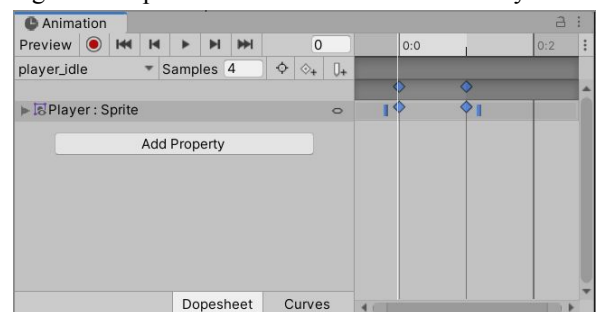 Animation
Preview 0 0:0 0:2
player_idle Samples 4
Player : Sprite
Add Property
Dopesheet Curves